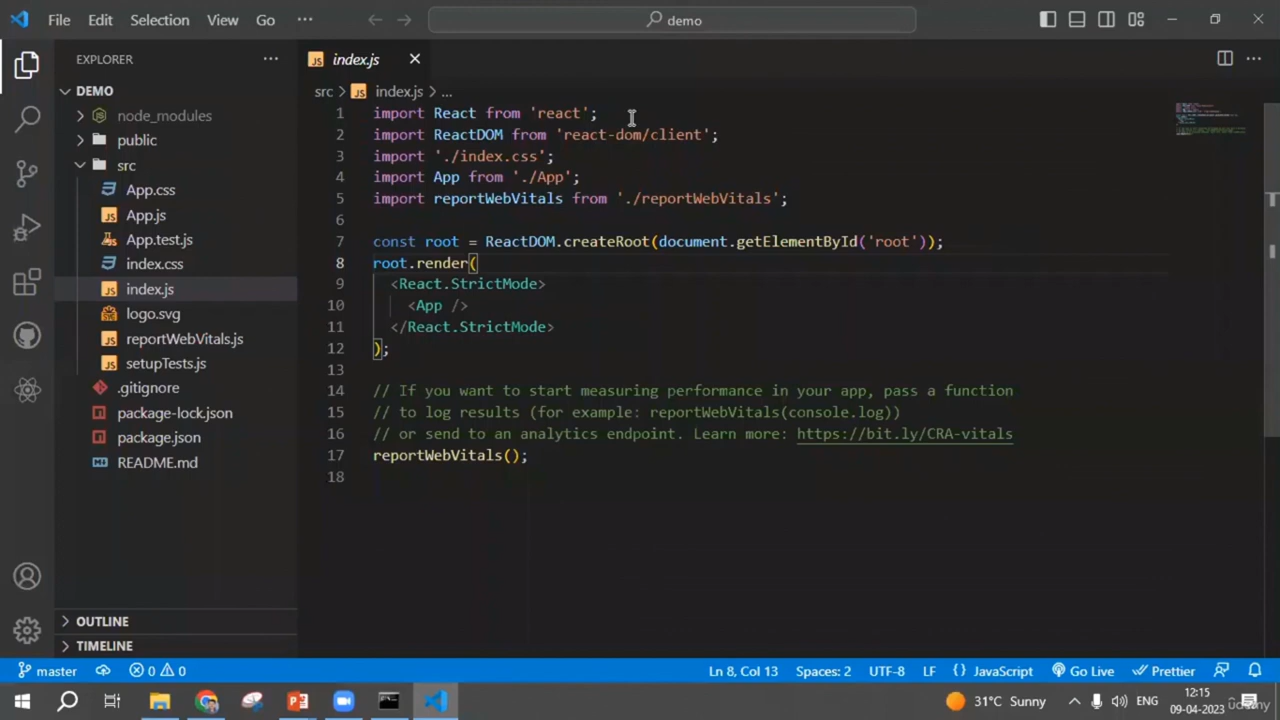 File Edit Selection View Go ··· demo
EXPLORER ···
index.js
DEMO
node_modules
public
src
App.css
App.js
App.test.js
index.css
index.js
logo.svg
reportWebVitals.js
setupTests.js
.gitignore
package-lock.json
package.json
README.md
OUTLINE
TIMELINE
src > index.js > ...
1 import React from 'react';
2 import ReactDOM from 'react-dom/client';
3 import './index.css';
4 import App from './App';
5 import reportWebVitals from './reportWebVitals';
6
7 const root = ReactDOM.createRoot(document.getElementById('root'));
8 root.render(
9 <React.StrictMode>
10 <App />
11 </React.StrictMode>
12 );
13
14 // If you want to start measuring performance in your app, pass a function
15 // to log results (for example: reportWebVitals(console.log))
16 // or send to an analytics endpoint. Learn more: https://bit.ly/CRA-vitals
17 reportWebVitals();
18
master 0 0 Ln 8, Col 13 Spaces: 2 UTF-8 LF {} JavaScript Go Live Prettier
31°C Sunny ENG 12:15
09-04-2023
udemy